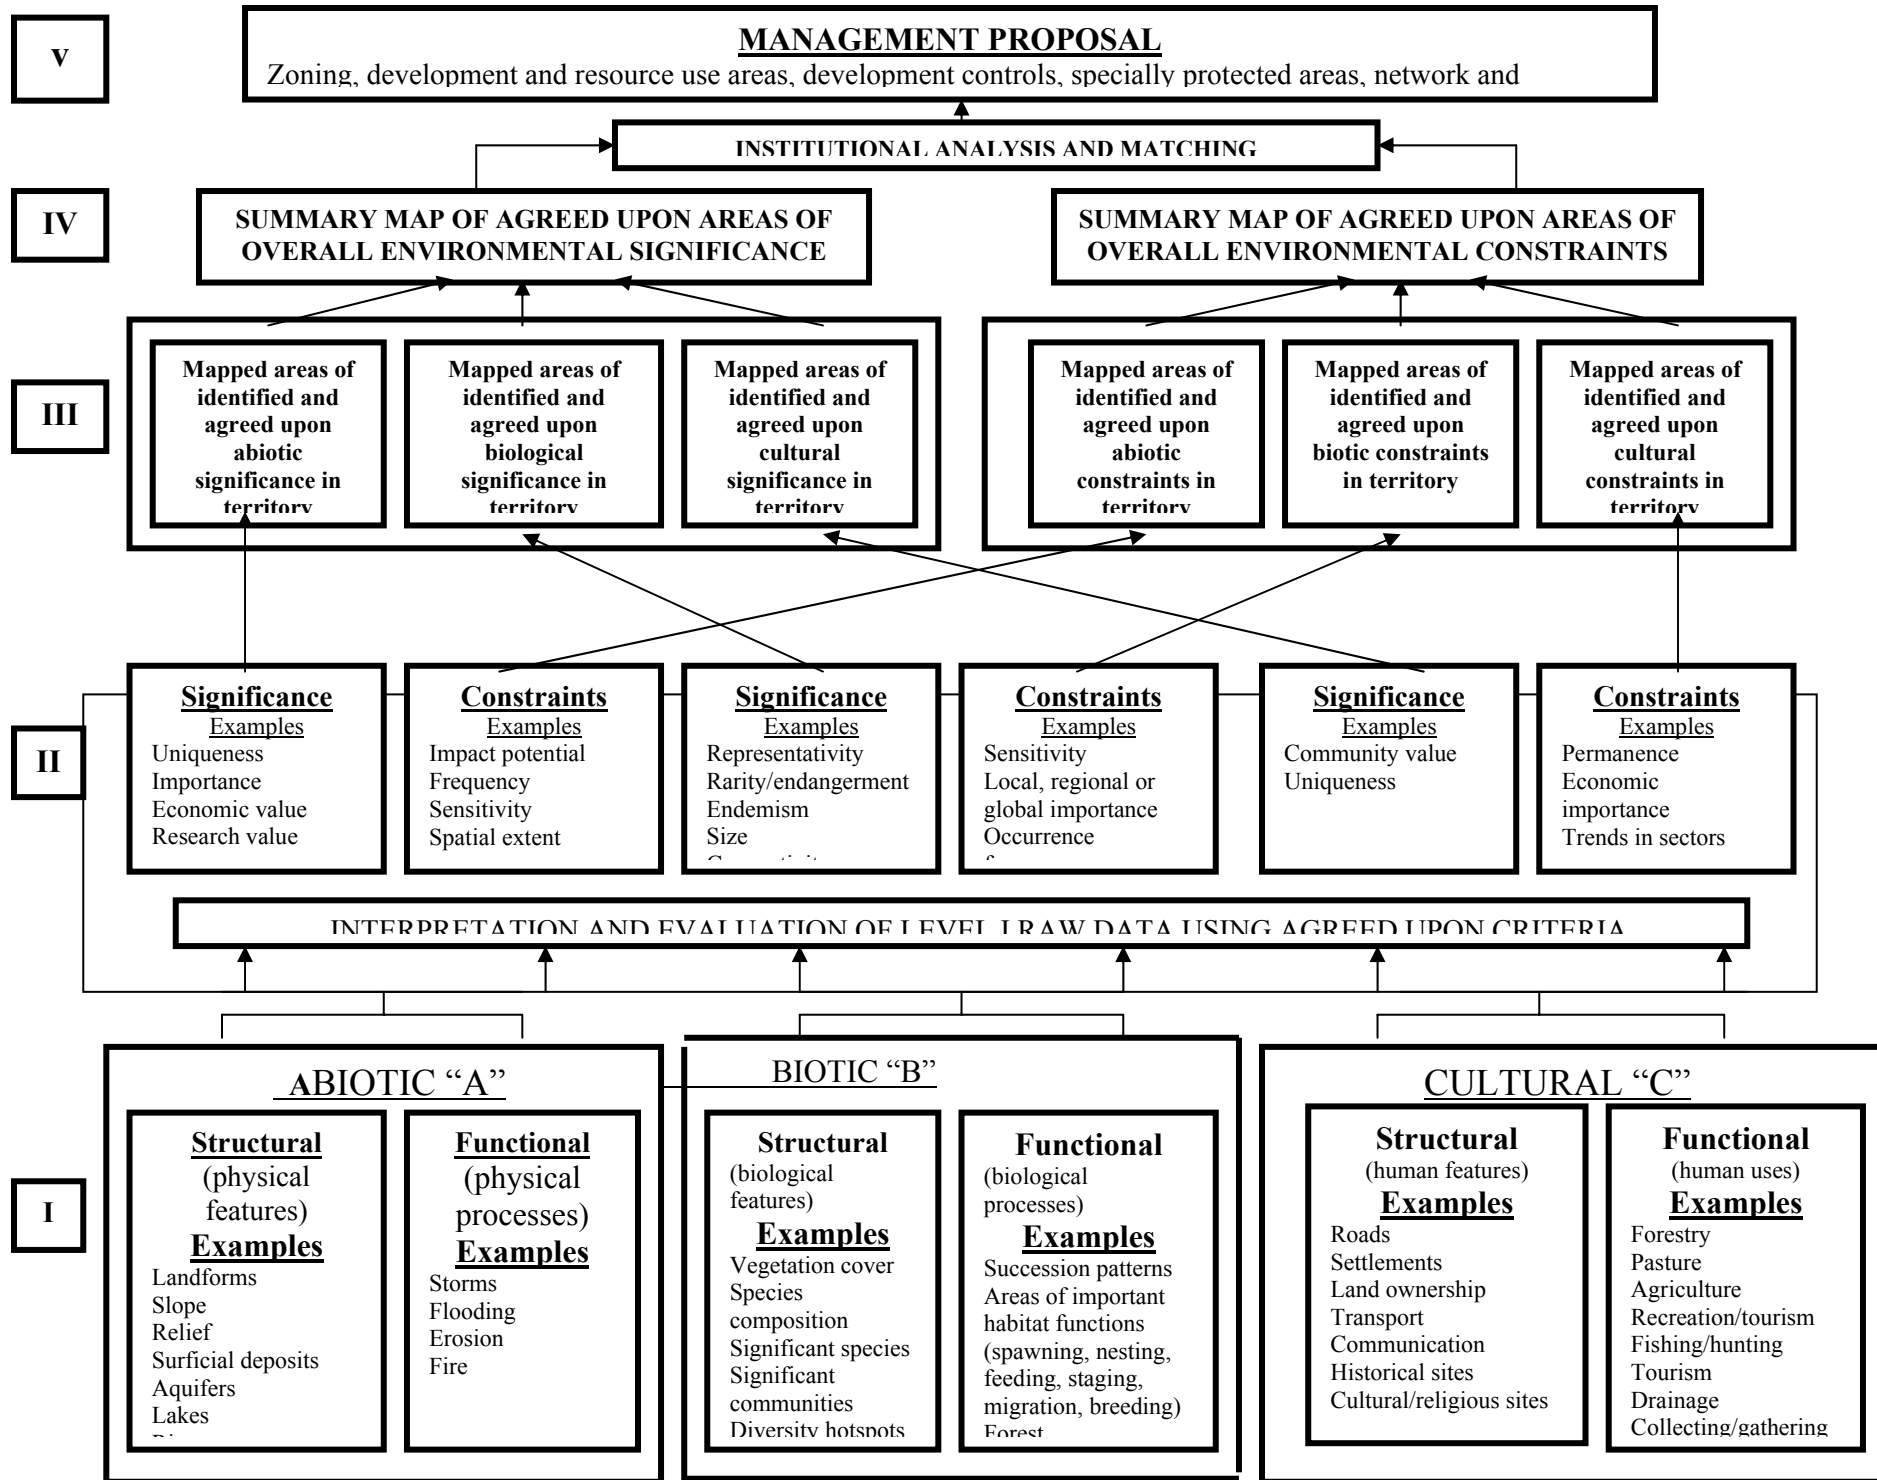 v
MANAGEMENT PROPOSAL
Zoning, development and resource use areas, development controls, specially protected areas, network and
INSTITUTIONAL ANALYSIS AND MATCHING
IV
SUMMARY MAP OF AGREED UPON AREAS OF
OVERALL ENVIRONMENTAL SIGNIFICANCE
SUMMARY MAP OF AGREED UPON AREAS OF
OVERALL ENVIRONMENTAL CONSTRAINTS
III
Mapped areas of
identified and
agreed upon
abiotic
significance in
territory
Mapped areas of
identified and
agreed upon
biological
significance in
territory
Mapped areas of
identified and
agreed upon
cultural
significance in
territory
Mapped areas of
identified and
agreed upon
abiotic
constraints in
territory
Mapped areas of
identified and
agreed upon
biotic constraints
in territory
Mapped areas of
identified and
agreed upon
cultural
constraints in
territory
II
Significance
Examples
Uniqueness
Importance
Economic value
Research value
Constraints
Examples
Impact potential
Frequency
Sensitivity
Spatial extent
Significance
Examples
Representativity
Rarity/endangerment
Endemism
Size
Constraints
Examples
Sensitivity
Local, regional or
global importance
Occurrence
Significance
Examples
Community value
Uniqueness
Constraints
Examples
Permanence
Economic
importance
Trends in sectors
INTERPRETATION AND EVALUATION OF LEVEL I RAW DATA USING AGREED UPON CRITERIA
I
ABIOTIC “A”
Structural
(physical
features)
Examples
Landforms
Slope
Relief
Surficial deposits
Aquifers
Lakes
Functional
(physical
processes)
Examples
Storms
Flooding
Erosion
Fire
BIOTIC “B”
Structural
(biological
features)
Examples
Vegetation cover
Species
composition
Significant species
Significant
communities
Diversity hotspots
Functional
(biological
processes)
Examples
Succession patterns
Areas of important
habitat functions
(spawning, nesting,
feeding, staging,
migration, breeding)
Forest
CULTURAL “C”
Structural
(human features)
Examples
Roads
Settlements
Land ownership
Transport
Communication
Historical sites
Cultural/religious sites
Functional
(human uses)
Examples
Forestry
Pasture
Agriculture
Recreation/tourism
Fishing/hunting
Tourism
Drainage
Collecting/gathering